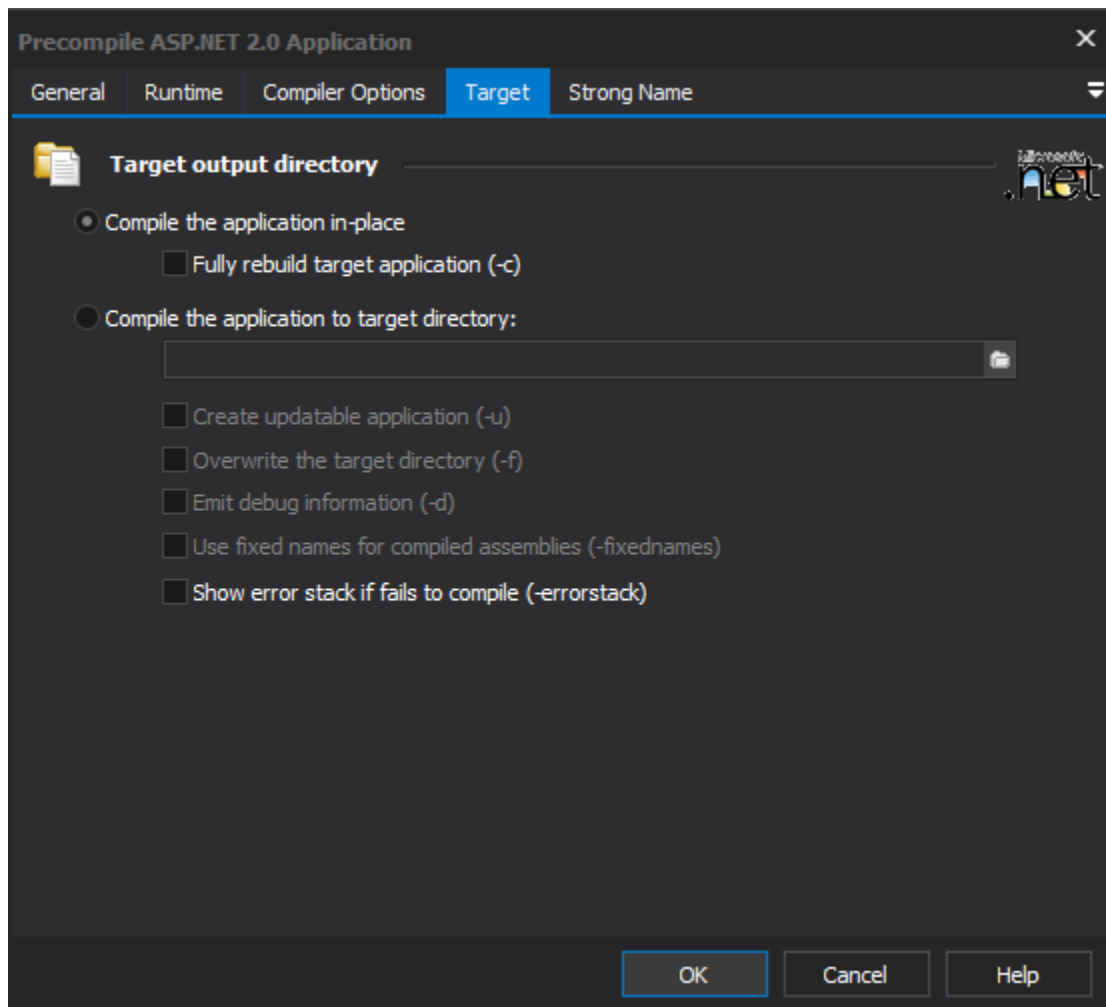 Precompile ASP.NET 2.0 Application
General Runtime Compiler Options Target Strong Name
Target output directory
Microsoft
.net
Compile the application in-place
Fully rebuild target application (-c)
Compile the application to target directory:
Create updatable application (-u)
Overwrite the target directory (-f)
Emit debug information (-d)
Use fixed names for compiled assemblies (-fixednames)
Show error stack if fails to compile (-errorstack)
OK Cancel Help